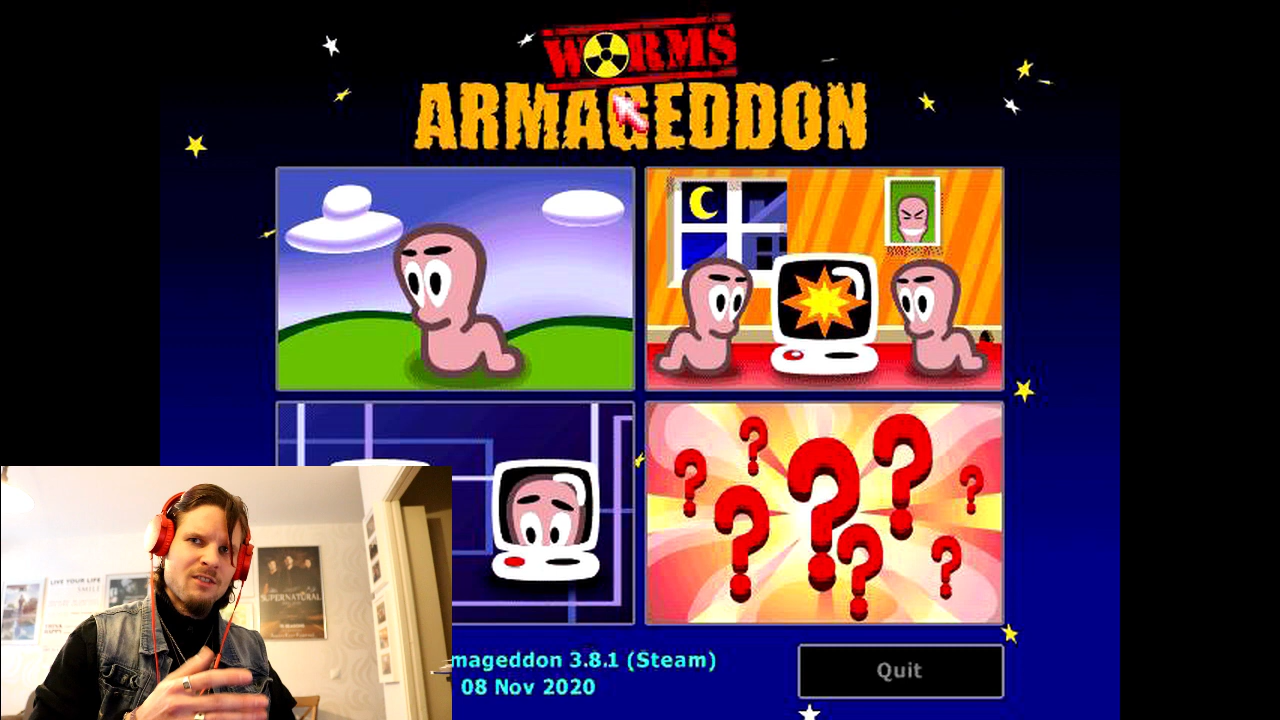 WORMS
ARMAGEDDON
LIVE YOUR LIFE
SMILE
SUPERNATURAL
mageddon 3.8.1 (Steam)
08 Nov 2020
Quit